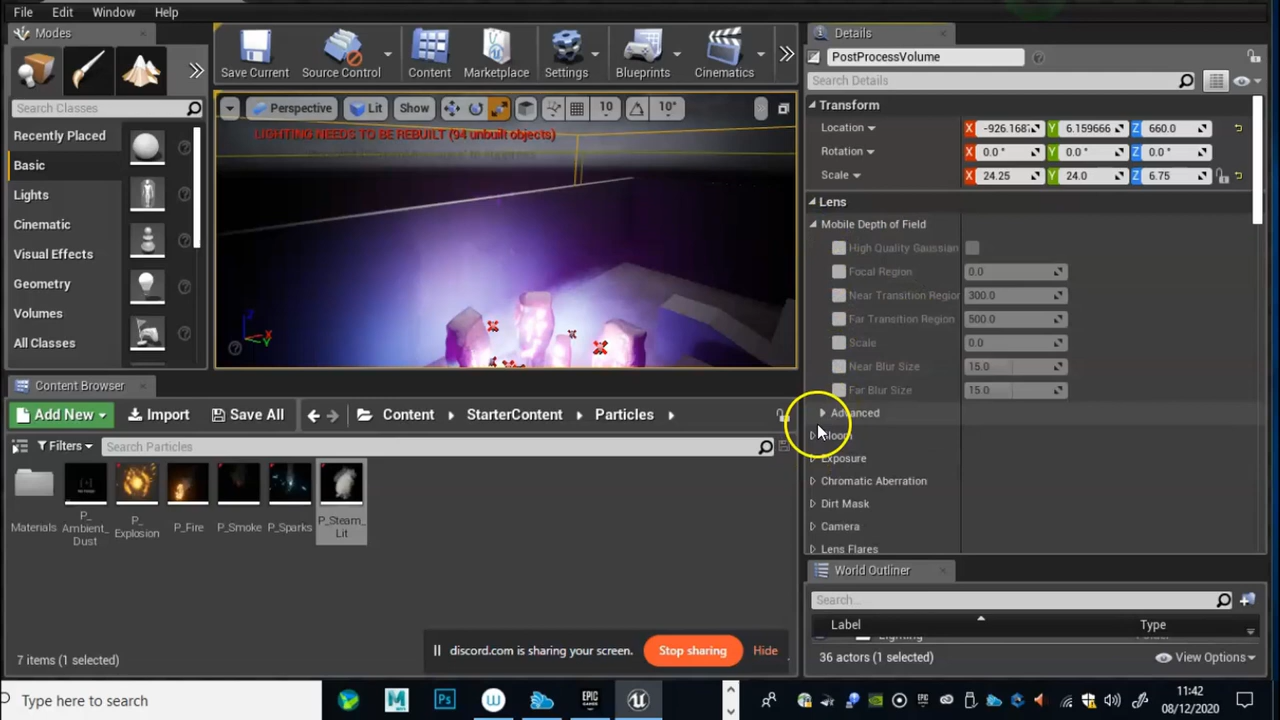 File Edit Window Help
Modes
Search Classes
Recently Placed
Basic
Lights
Cinematic
Visual Effects
Geometry
Volumes
All Classes
Save Current Source Control Content Marketplace Settings Blueprints Cinematics
Perspective Lit Show 10 10°
LIGHTING NEEDS TO BE REBUILT (94 unbuilt objects)
X Y
Content Browser
Add New Import Save All Content StarterContent Particles
Filters Search Particles
Materials
P_Ambient_Dust
P_Explosion
P_Fire
P_Smoke
P_Sparks
P_Steam_Lit
7 items (1 selected)
discord.com is sharing your screen. Stop sharing Hide
Details
PostProcessVolume
Search Details
Transform
Location X -926.168 Y 6.159666 Z 660.0
Rotation X 0.0 ° Y 0.0 ° Z 0.0 °
Scale X 24.25 Y 24.0 Z 6.75
Lens
Mobile Depth of Field
High Quality Gaussian
Focal Region 0.0
Near Transition Region 300.0
Far Transition Region 500.0
Scale 0.0
Near Blur Size 15.0
Far Blur Size 15.0
Advanced
Bloom
Exposure
Chromatic Aberration
Dirt Mask
Camera
Lens Flares
World Outliner
Search...
Label Type
36 actors (1 selected) View Options
Type here to search
11:42
08/12/2020